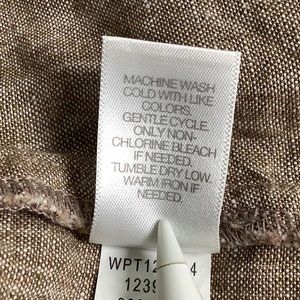 MACHINE WASH
COLD WITH LIKE
COLORS.
GENTLE CYCLE.
ONLY NON-
CHLORINE BLEACH
IF NEEDED.
TUMBLE DRY LOW.
WARM IRON IF
NEEDED.